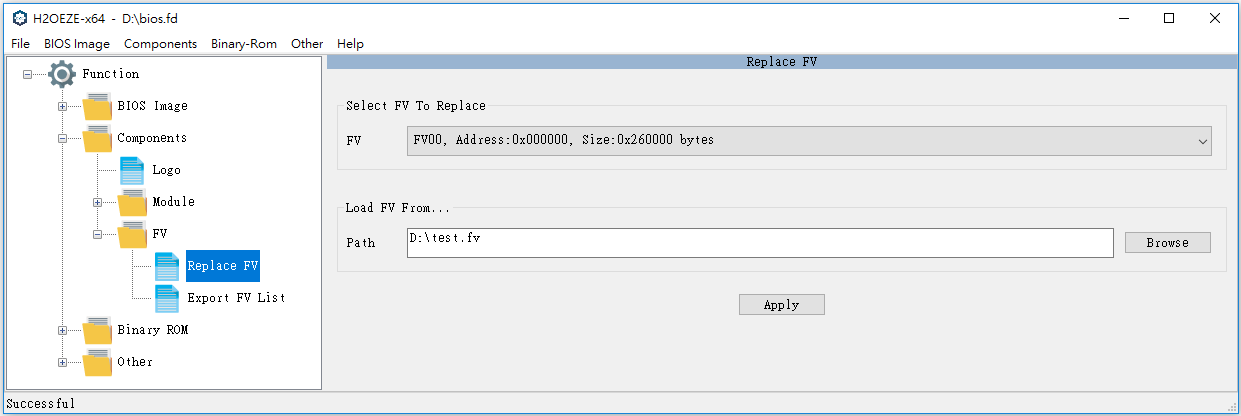 H2OEZE-x64 - D:\bios.fd
File BIOS Image Components Binary-Rom Other Help
Function
BIOS Image
Components
Logo
Module
FV
Replace FV
Export FV List
Binary ROM
Other
Replace FV
Select FV To Replace
FV FV00, Address:0x000000, Size:0x260000 bytes
Load FV From...
Path D:\test.fv Browse
Apply
Successful